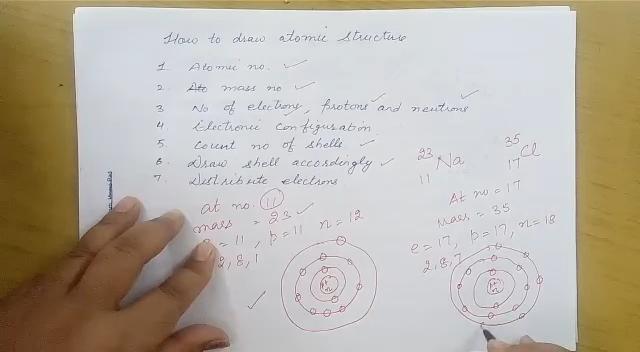 How to draw atomic structure
1. Atomic no.
2. mass no
3 No of electrons, protons and neutrons
4 Electronic configuration.
5. Count no of shells.
6. Draw shell accordingly
7. Distribute electrons
23
11 Na
35
17 Cl
at no. 11
mass = 23
= 11, p = 11 n = 12
2, 8, 1
At no = 17
Mass = 35
e = 17, p = 17, n = 18
2, 8, 7